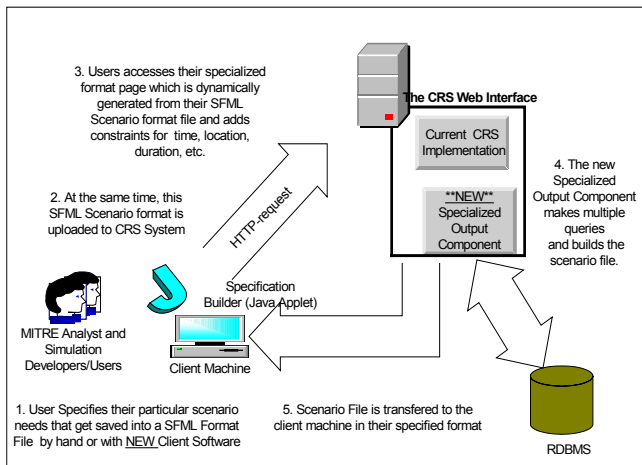 3. Users accesses their specialized
format page which is dynamically
generated from their SFML
Scenario format file and adds
constraints for time, location,
duration, etc.
The CRS Web Interface
Current CRS
Implementation
**NEW**
Specialized
Output
Component
4. The new
Specialized
Output Component
makes multiple
queries
and builds the
scenario file.
2. At the same time, this
SFML Scenario format is
uploaded to CRS System
HTTP-request
Specification
Builder (Java Applet)
MITRE Analyst and
Simulation
Developers/Users
Client Machine
1. User Specifies their particular scenario
needs that get saved into a SFML Format
File by hand or with NEW Client Software
5. Scenario File is transfered to the
client machine in their specified format
RDBMS